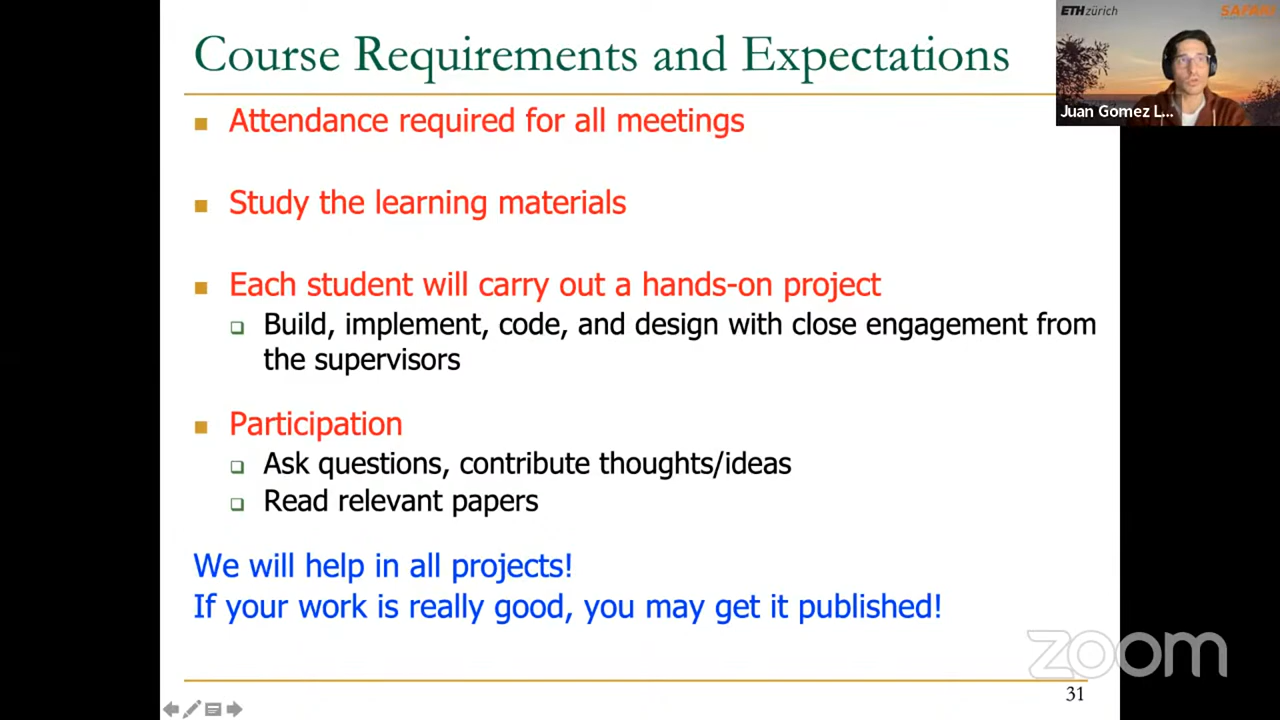 Course Requirements and Expectations
ETH zürich
SAFARI
Juan Gomez L...
Attendance required for all meetings
Study the learning materials
Each student will carry out a hands-on project
Build, implement, code, and design with close engagement from
the supervisors
Participation
Ask questions, contribute thoughts/ideas
Read relevant papers
We will help in all projects!
If your work is really good, you may get it published!
zoom
31